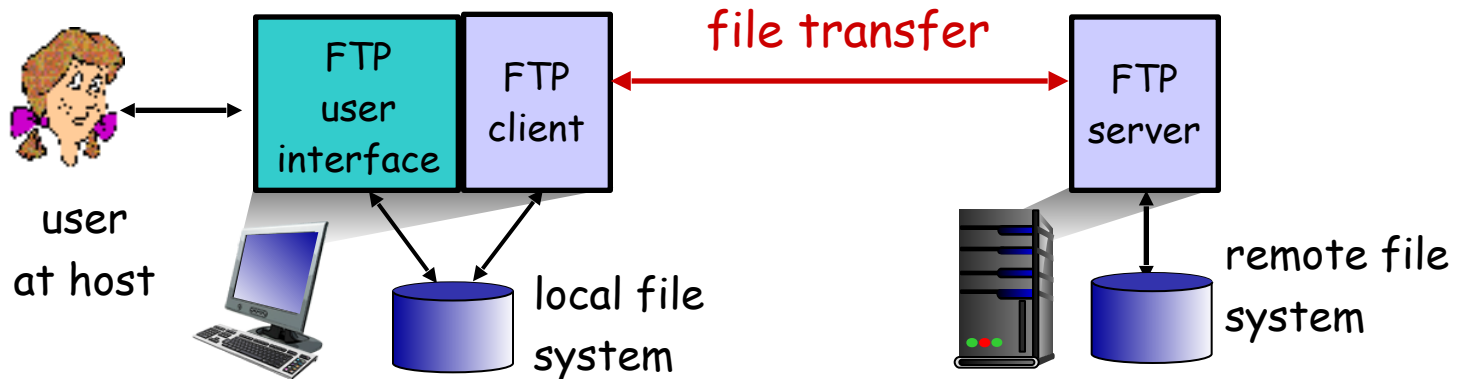 file transfer
FTP
user
interface
FTP
client
FTP
server
user
at host
local file
system
remote file
system